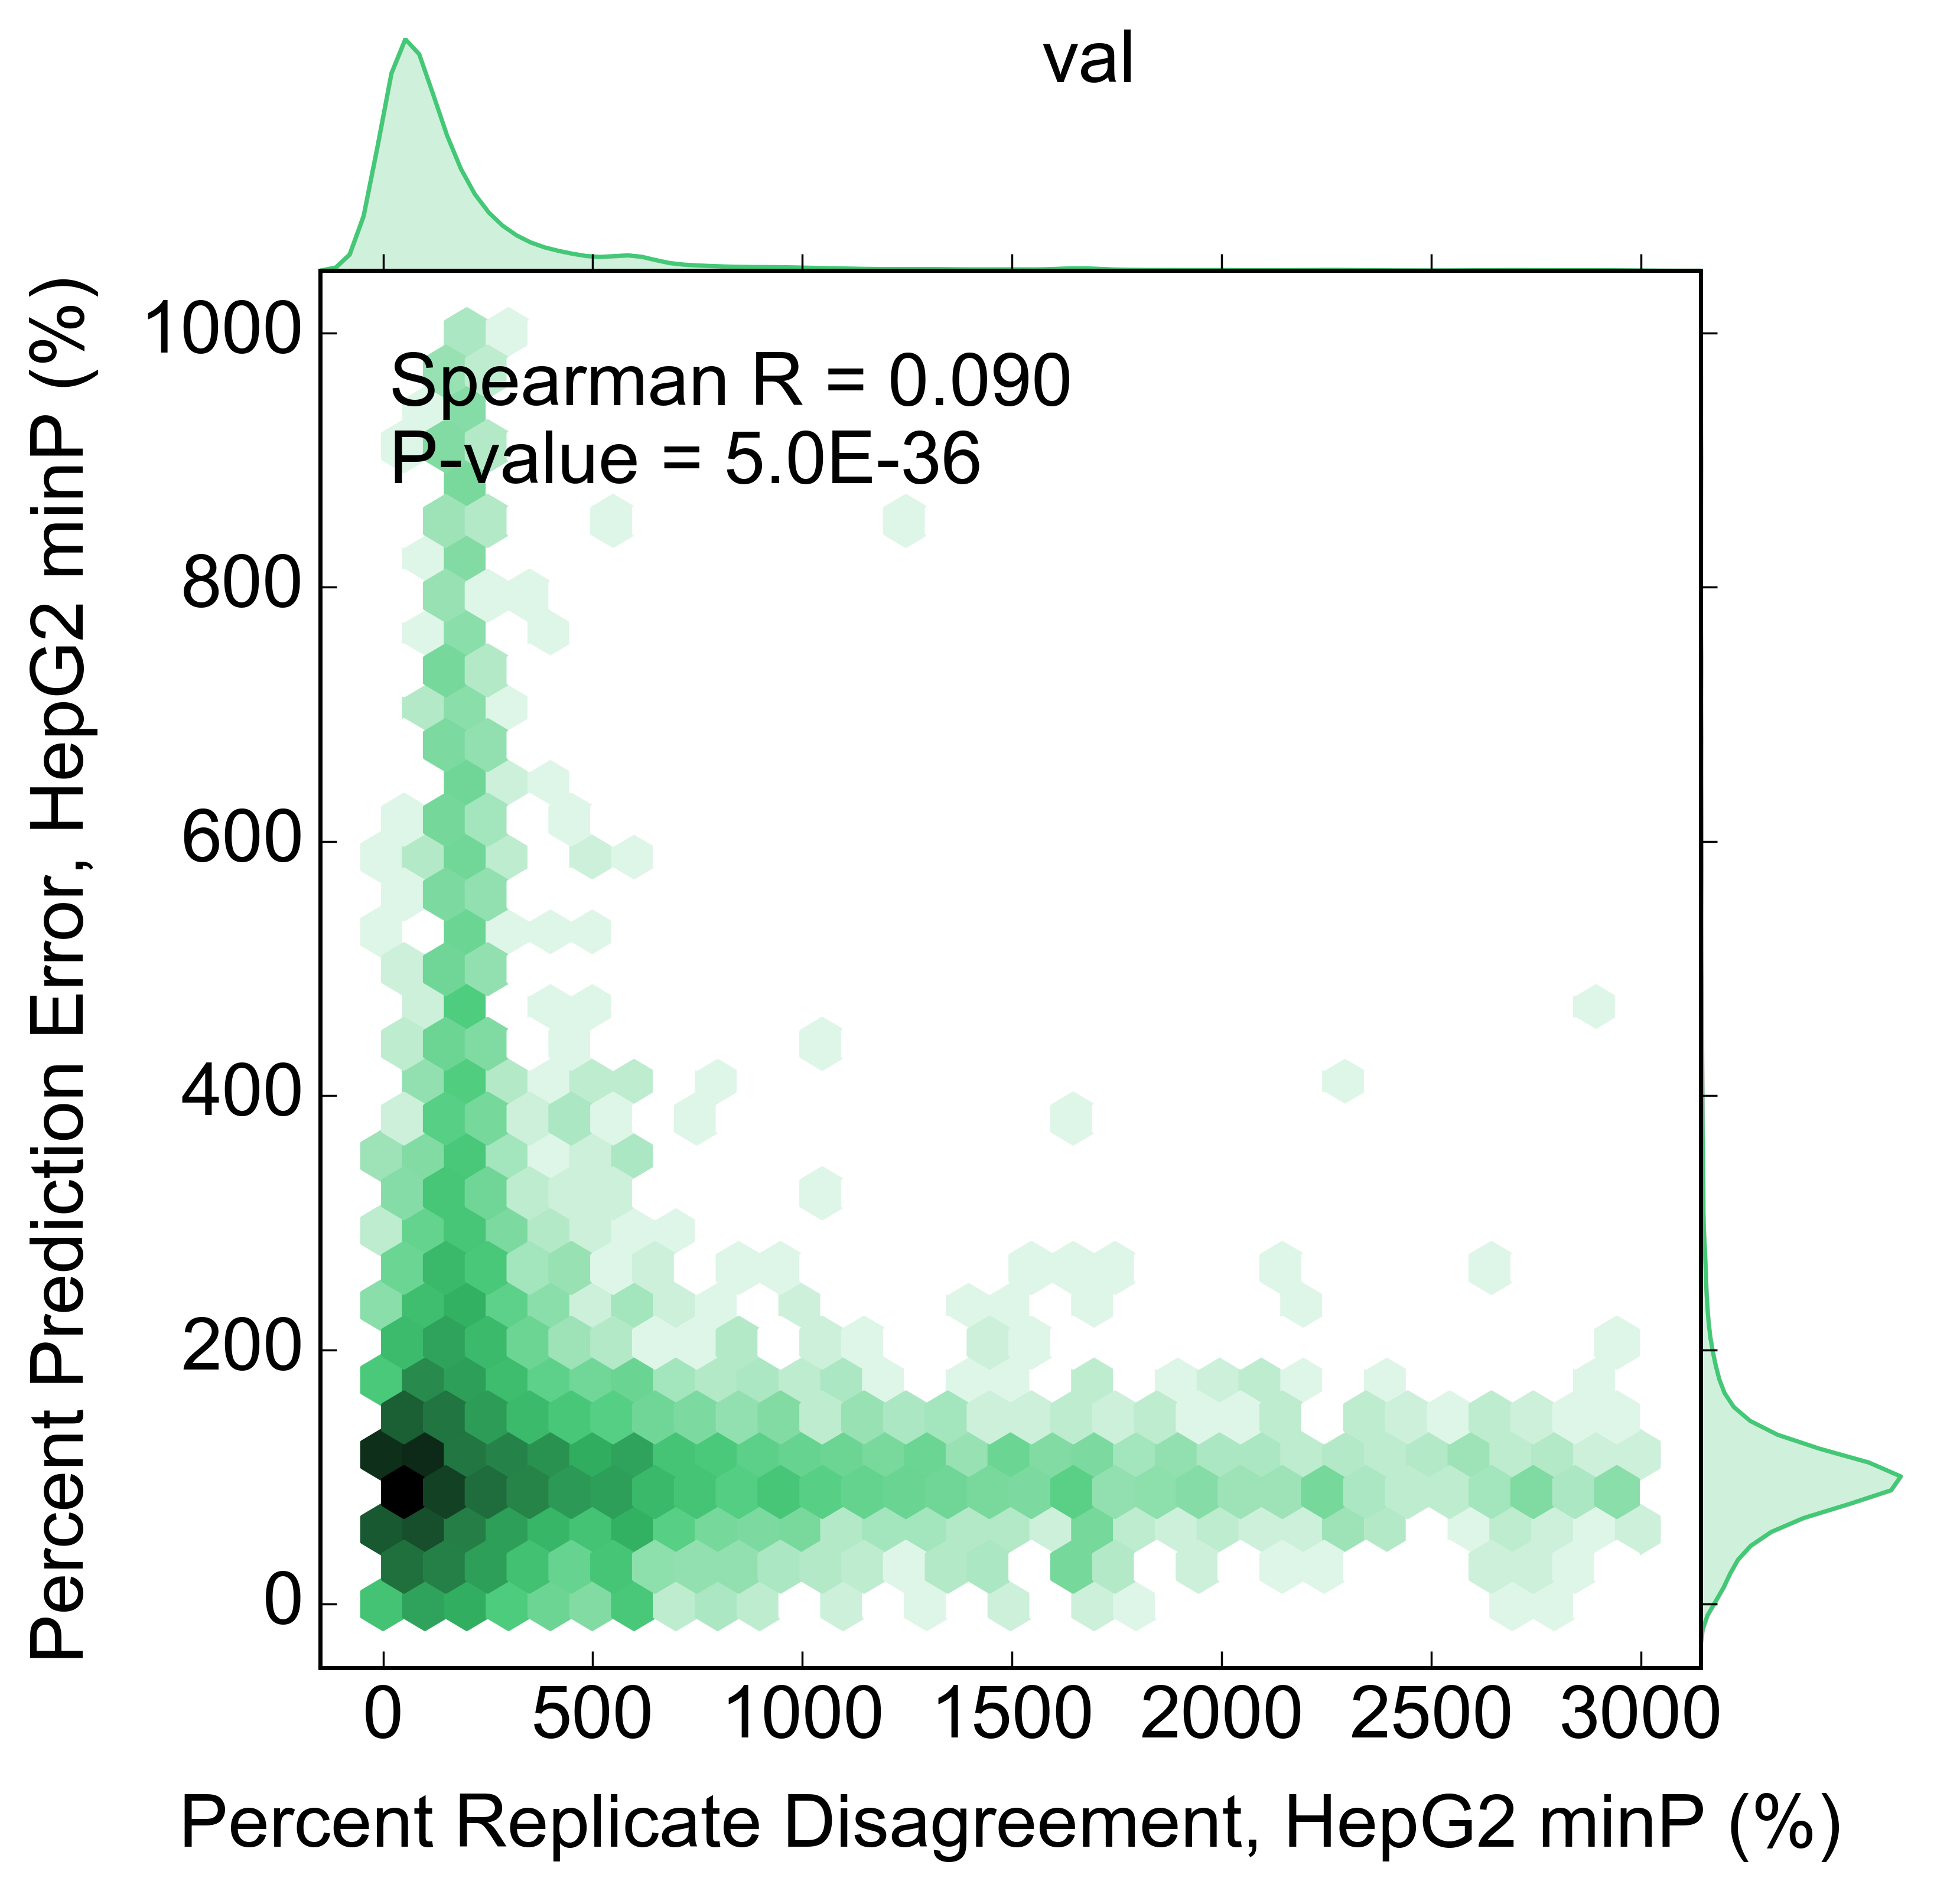 val
Percent Prediction Error, HepG2 minP (%)
1000
800
600
400
200
0
Spearman R = 0.090
P-value = 5.0E-36
0 500 1000 1500 2000 2500 3000
Percent Replicate Disagreement, HepG2 minP (%)